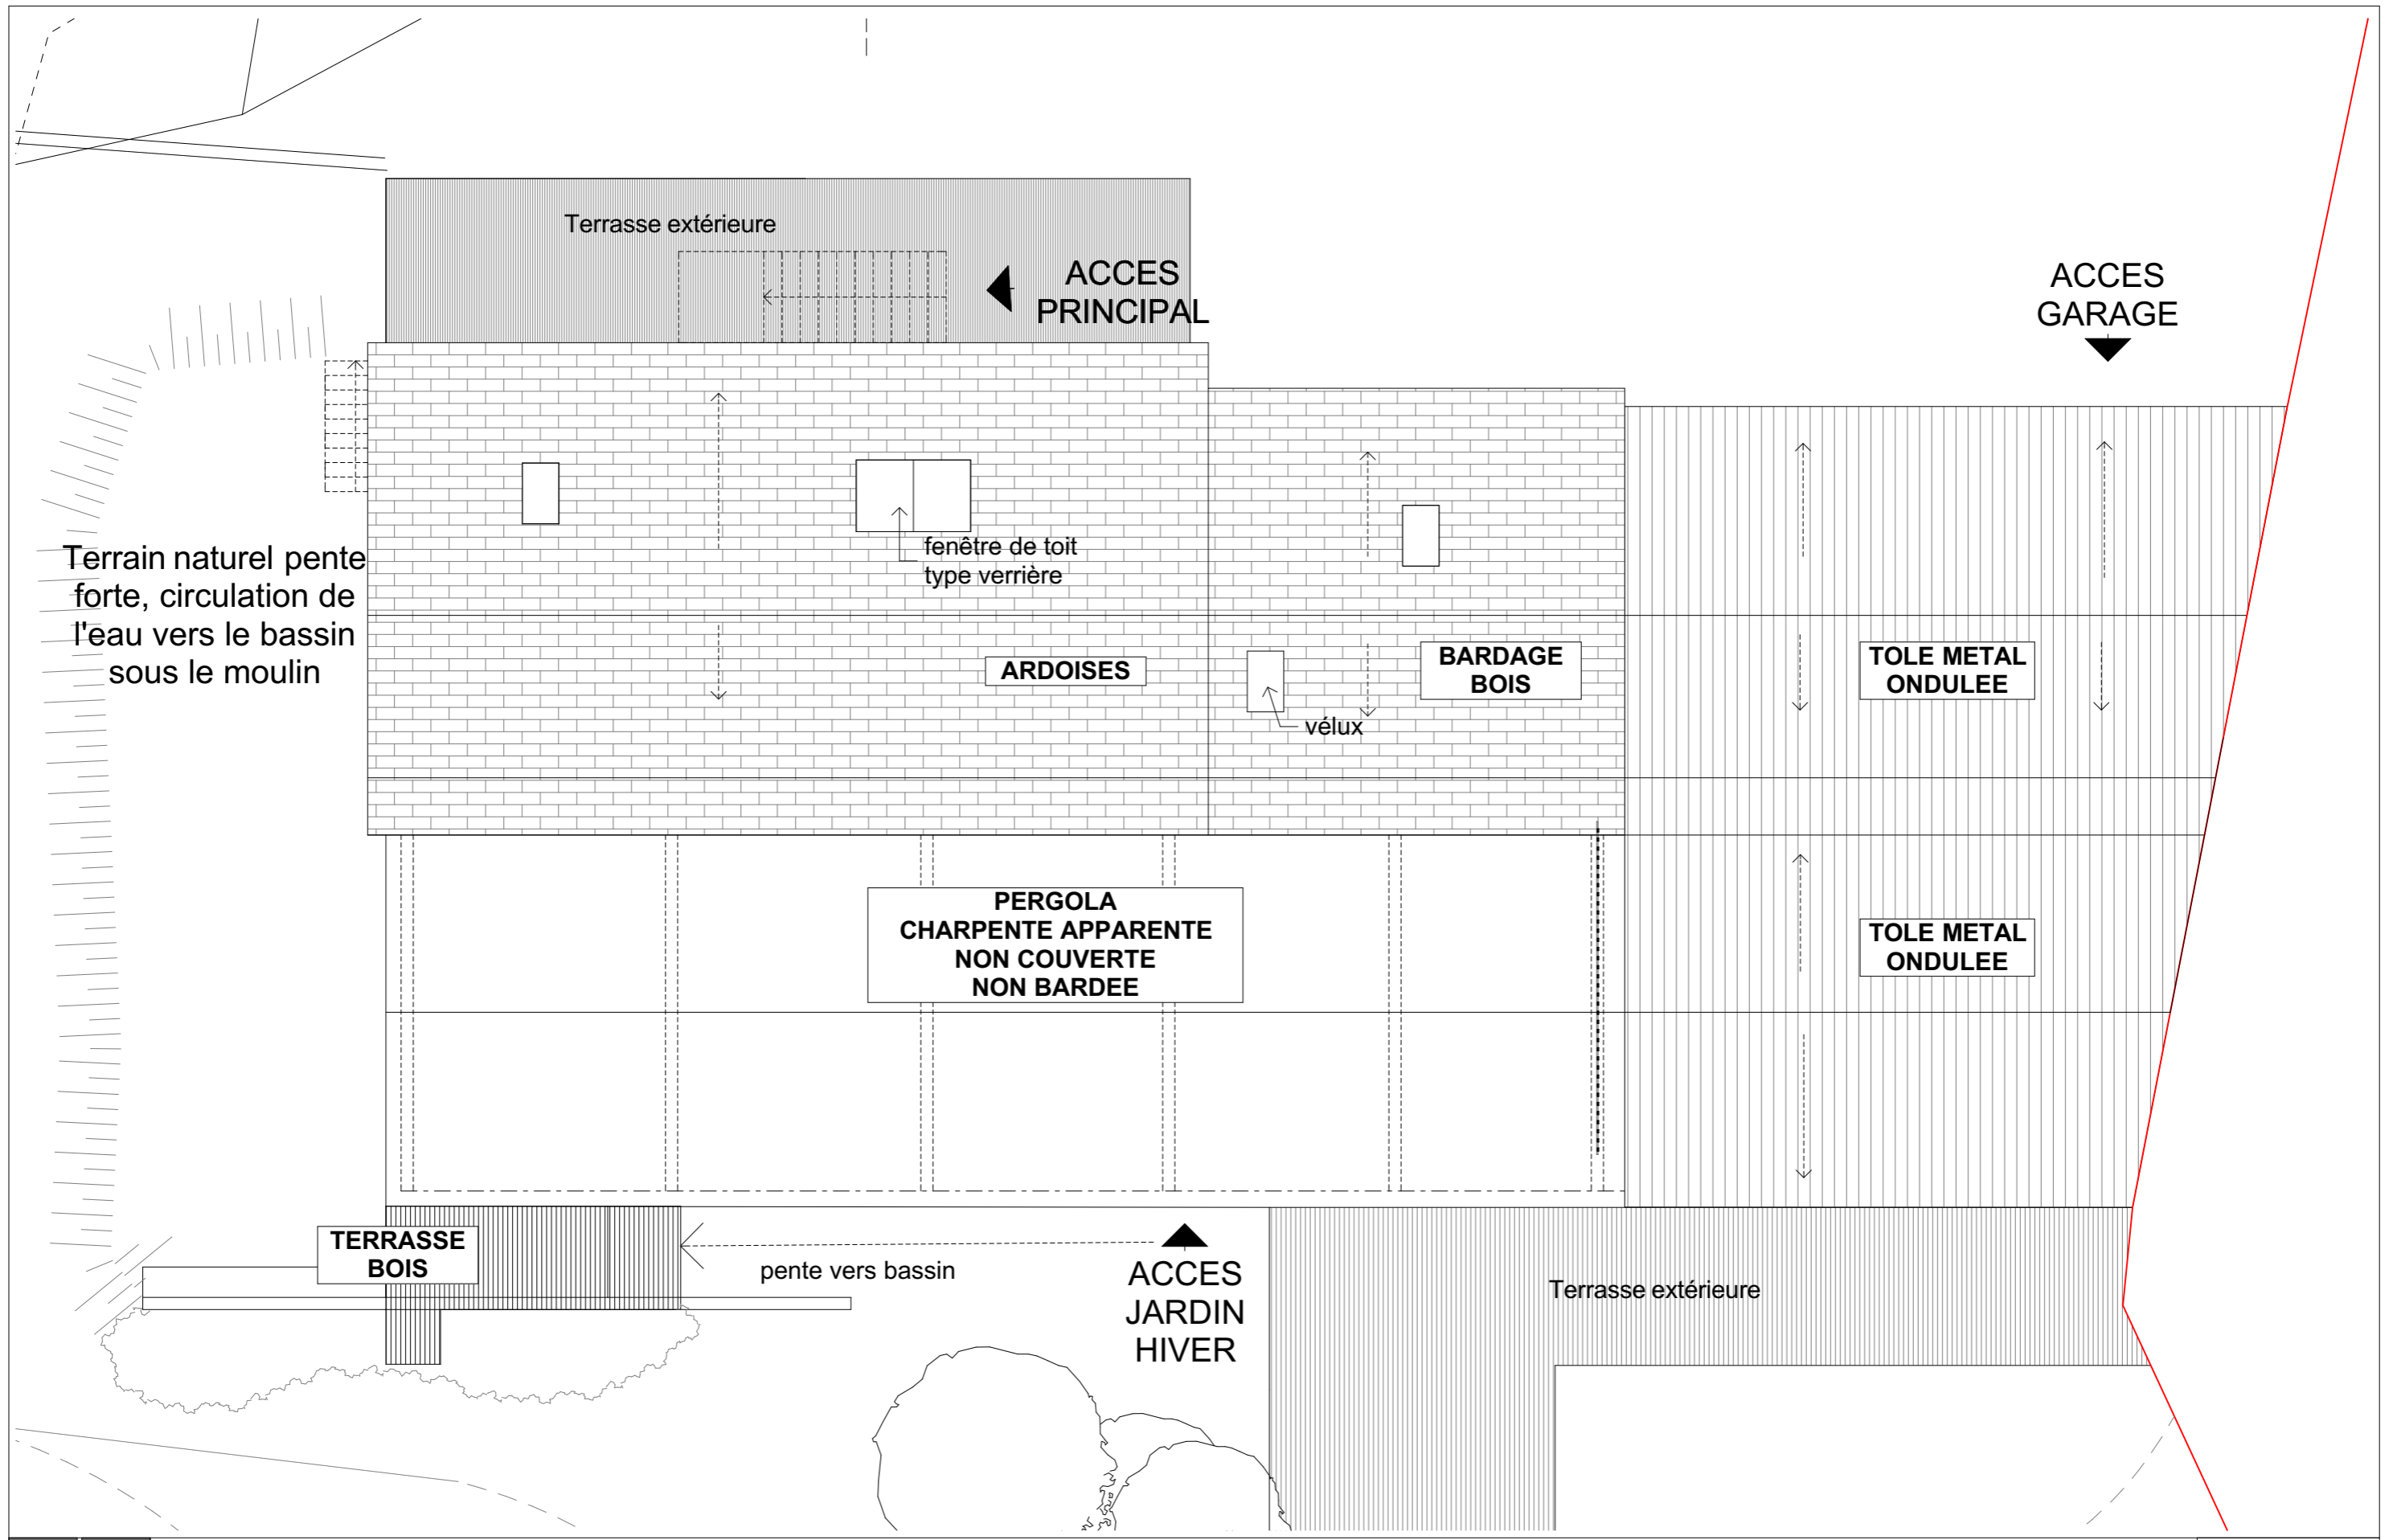 Terrasse extérieure
ACCES
PRINCIPAL
ACCES
GARAGE
fenêtre de toit
type verrière
Terrain naturel pente
forte, circulation de
l'eau vers le bassin
sous le moulin
ARDOISES
BARDAGE
BOIS
vélux
TOLE METAL
ONDULEE
PERGOLA
CHARPENTE APPARENTE
NON COUVERTE
NON BARDEE
TOLE METAL
ONDULEE
TERRASSE
BOIS
pente vers bassin
ACCES
JARDIN
HIVER
Terrasse extérieure